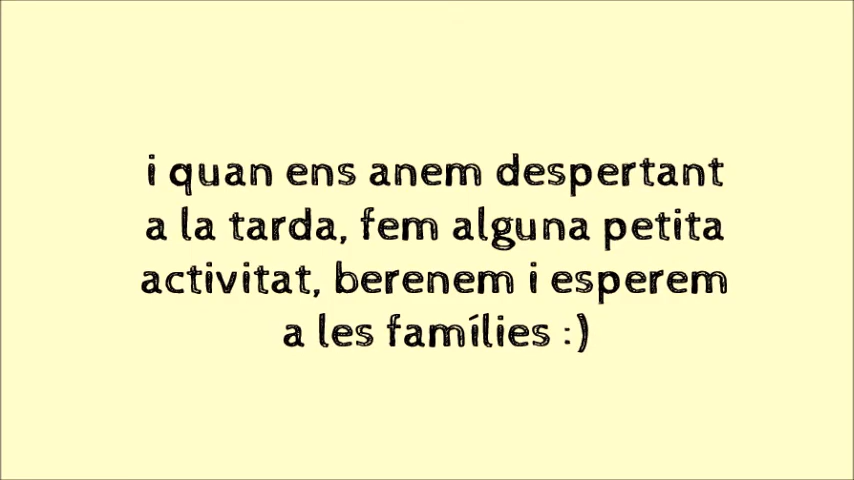 i quan ens anem despertant
a la tarda, fem alguna petita
activitat, berenem i esperem
a les famílies :)